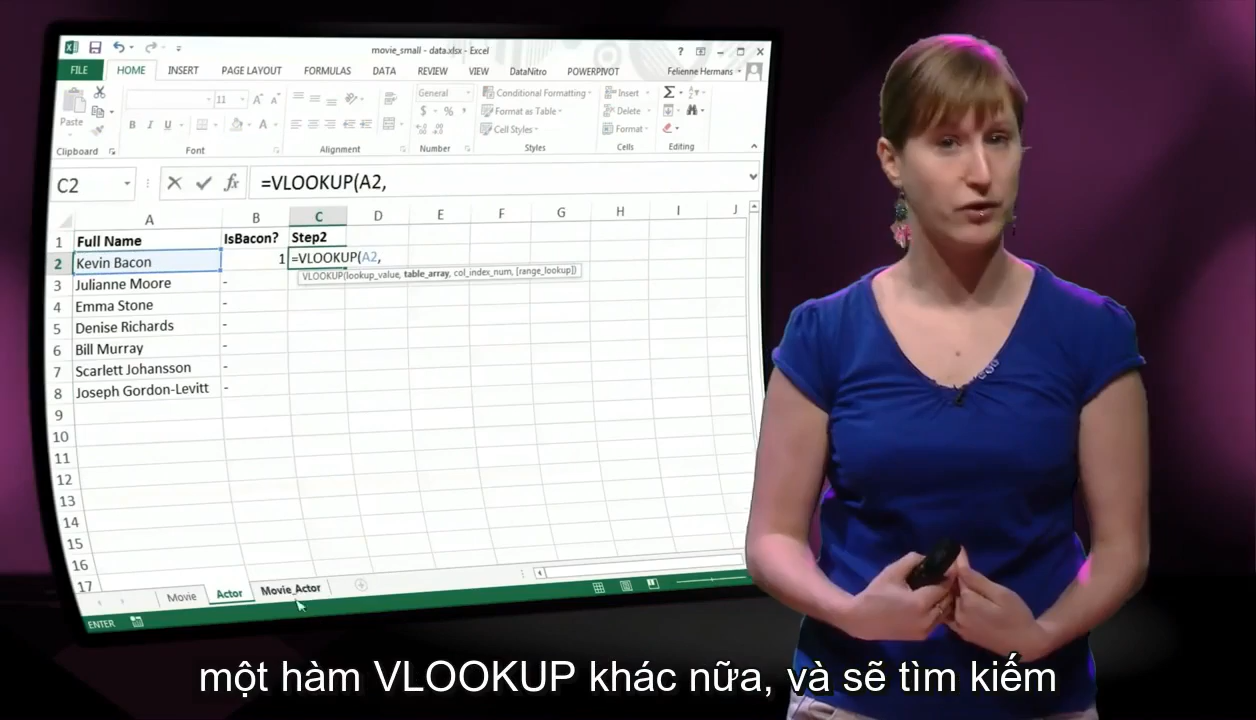 movie_small - data.xlsx - Excel
FILE HOME INSERT PAGE LAYOUT FORMULAS DATA REVIEW VIEW DataNitro POWERPIVOT Felienne Hermans
Paste
Clipboard
11 A A
B I U A
Font
Alignment
General
$ % ,
Number
Conditional Formatting
Format as Table
Cell Styles
Styles
Insert
Delete
Format
Cells
Editing
C2 =VLOOKUP(A2,
A B C D E F G H I J
1 Full Name IsBacon? Step2
2 Kevin Bacon 1 =VLOOKUP(A2,
VLOOKUP(lookup_value, table_array, col_index_num, [range_lookup])
3 Julianne Moore -
4 Emma Stone -
5 Denise Richards -
6 Bill Murray -
7 Scarlett Johansson -
8 Joseph Gordon-Levitt -
9
10
11
12
13
14
15
16
17
Movie Actor Movie_Actor
ENTER
một hàm VLOOKUP khác nữa, và sẽ tìm kiếm